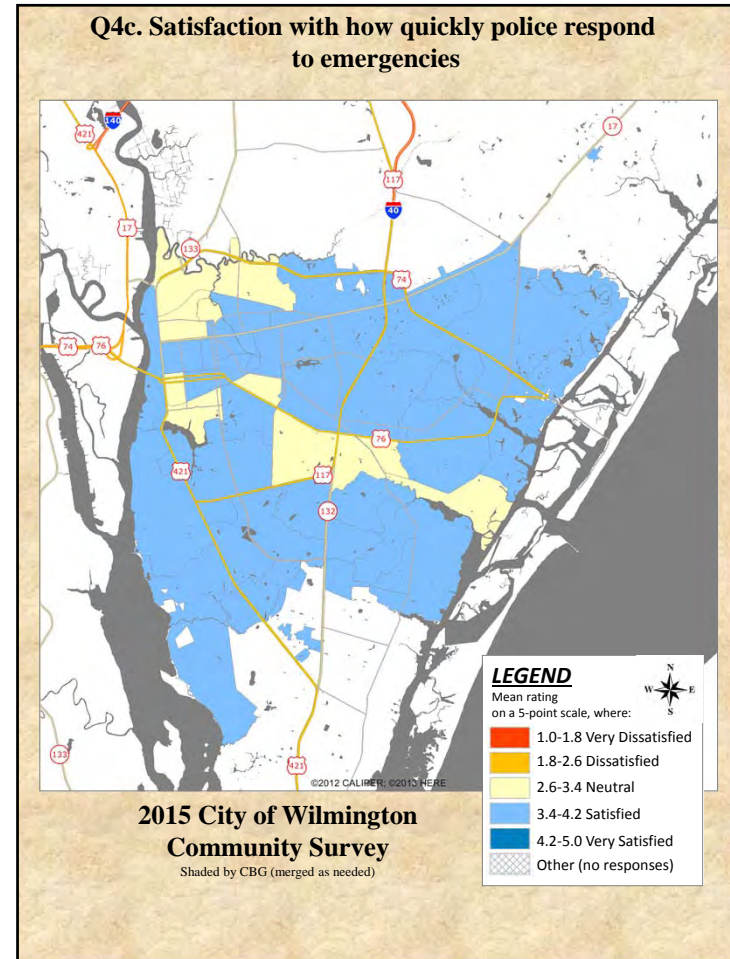 Q4c. Satisfaction with how quickly police respond
to emergencies
140
421
17
117
40
17
133
74
74
76
76
421
117
132
133
421
©2012 CALIPER; ©2013 HERE
LEGEND
Mean rating
on a 5-point scale, where:
N
W E
S
1.0-1.8 Very Dissatisfied
1.8-2.6 Dissatisfied
2.6-3.4 Neutral
3.4-4.2 Satisfied
4.2-5.0 Very Satisfied
Other (no responses)
2015 City of Wilmington
Community Survey
Shaded by CBG (merged as needed)